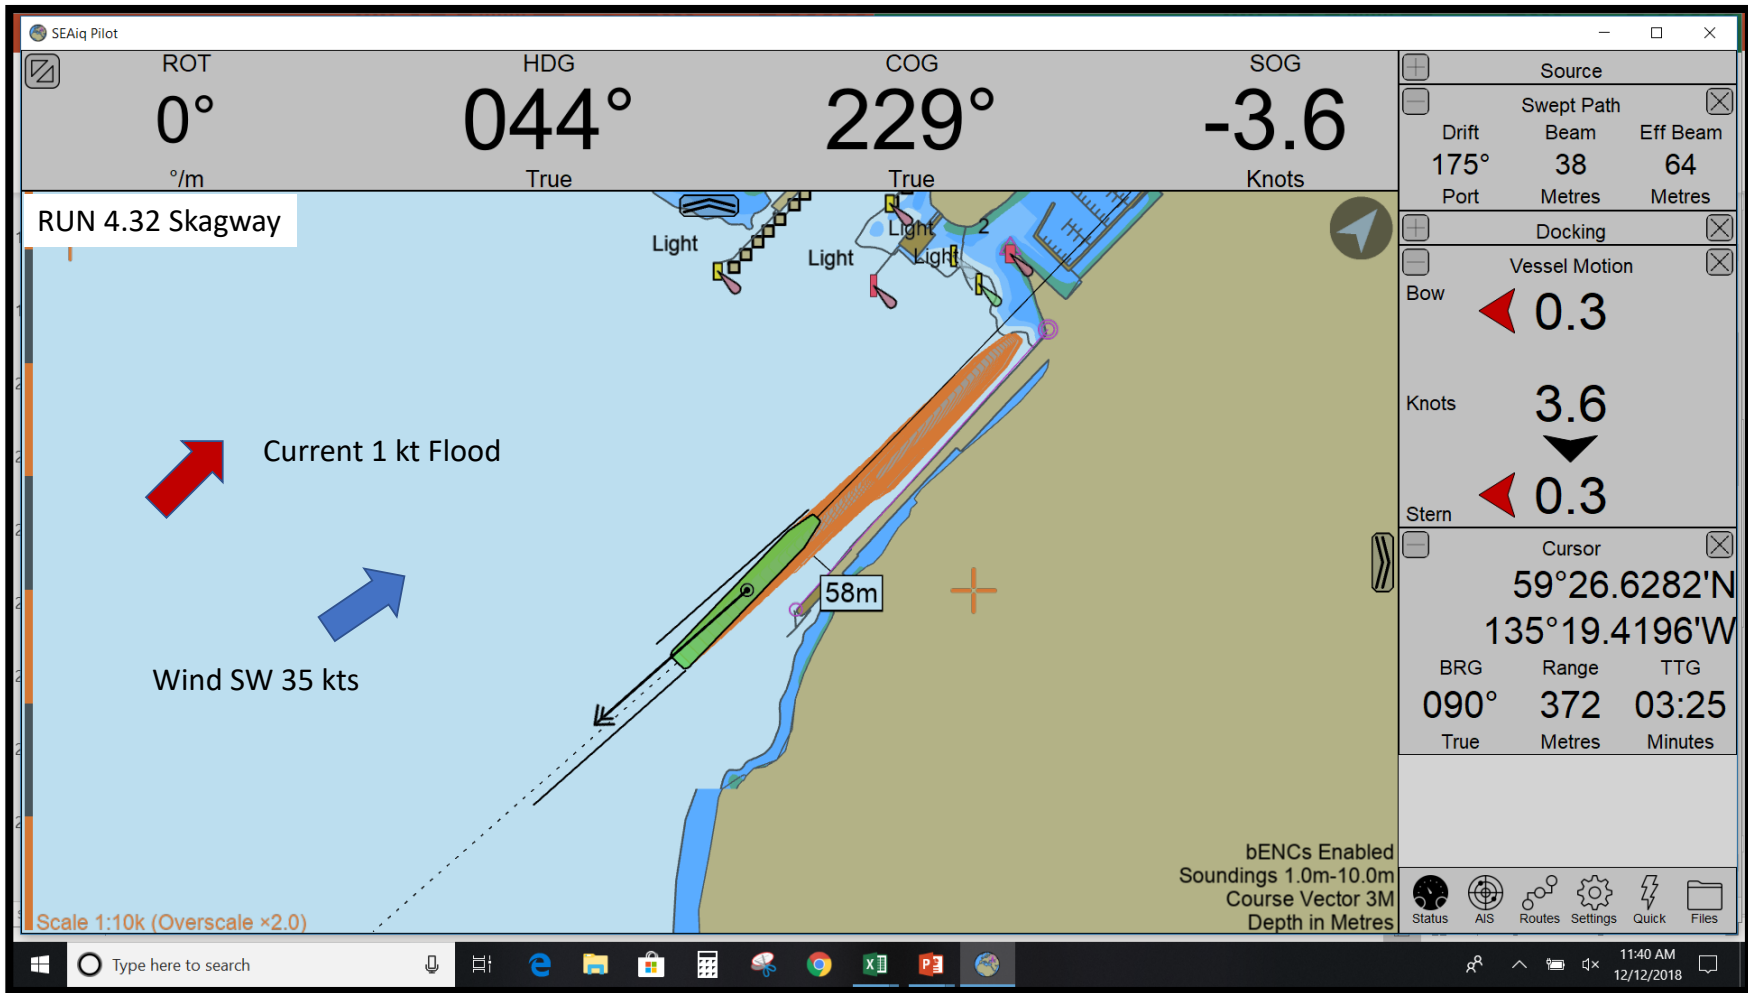 SEAiq Pilot
ROT
HDG
COG
SOG
0°
044°
229°
-3.6
°/m
True
True
Knots
RUN 4.32 Skagway
Light
Light
Light
2
Light
Current 1 kt Flood
58m
Wind SW 35 kts
bENCs Enabled
Soundings 1.0m-10.0m
Course Vector 3M
Depth in Metres
Scale 1:10k (Overscale ×2.0)
Source
Swept Path
Drift Beam Eff Beam
175° 38 64
Port Metres Metres
Docking
Vessel Motion
Bow
0.3
Knots
3.6
0.3
Stern
Cursor
59°26.6282'N
135°19.4196'W
BRG Range TTG
090° 372 03:25
True Metres Minutes
Status AIS Routes Settings Quick Files
Type here to search
11:40 AM
12/12/2018